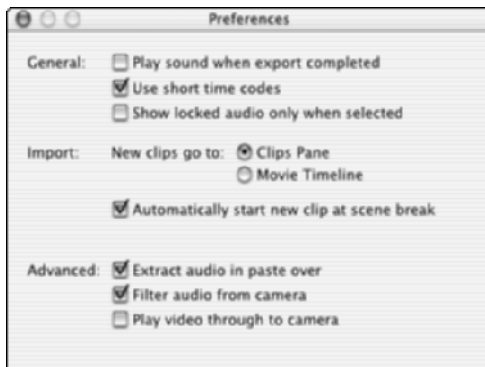 Preferences
General: Play sound when export completed
Use short time codes
Show locked audio only when selected
Import: New clips go to: Clips Pane
Movie Timeline
Automatically start new clip at scene break
Advanced: Extract audio in paste over
Filter audio from camera
Play video through to camera